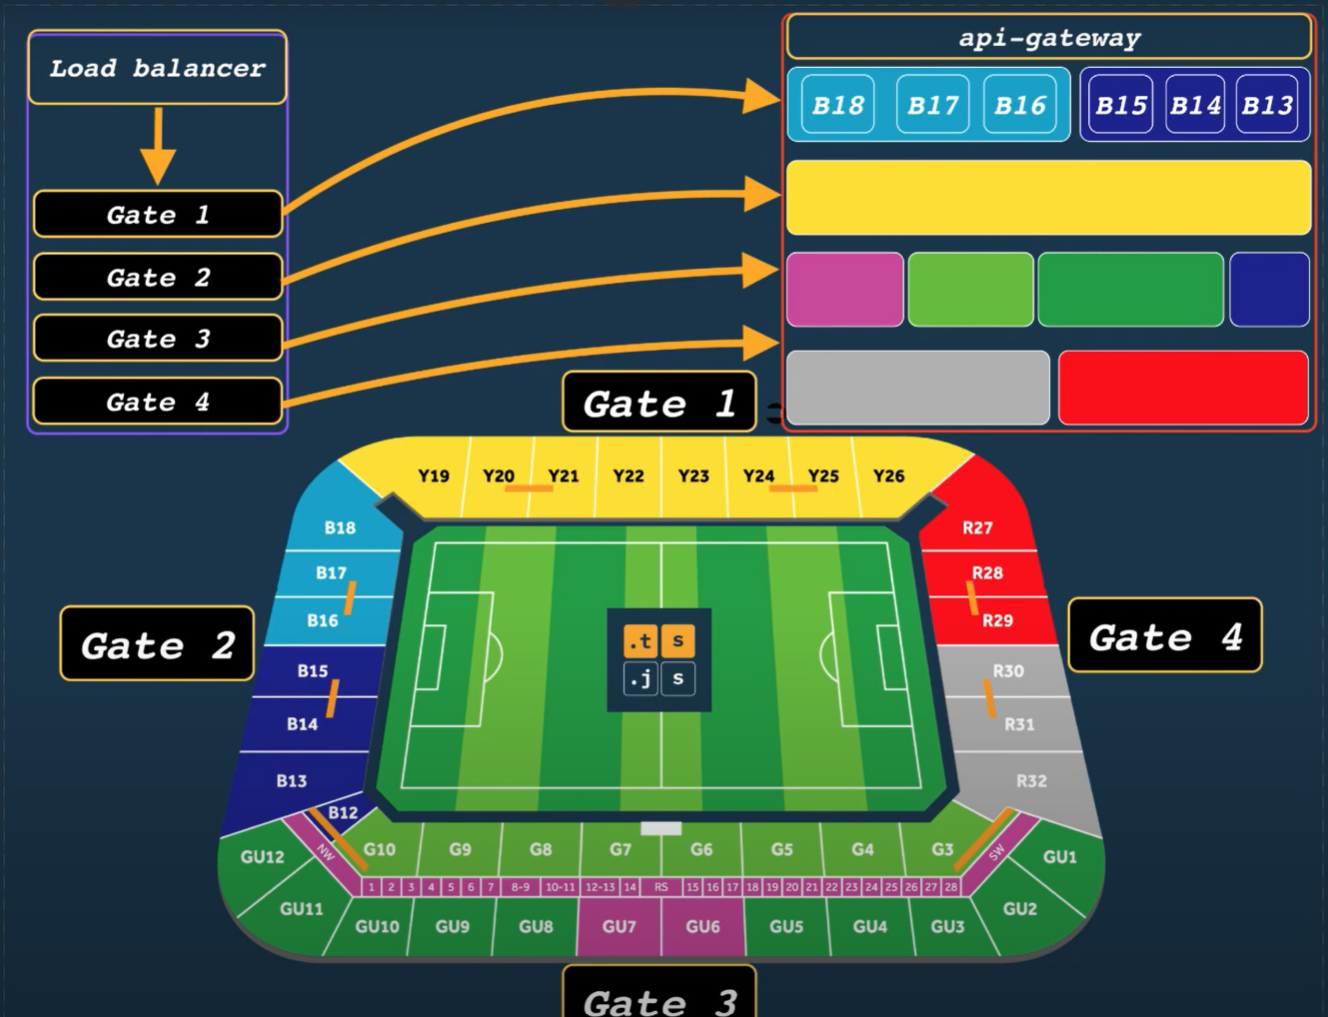 Load balancer
Gate 1
Gate 2
Gate 3
Gate 4
api-gateway
B18 B17 B16 B15 B14 B13
Gate 1
Y19 Y20 Y21 Y22 Y23 Y24 Y25 Y26
B18
B17
B16
B15
B14
B13
B12
Gate 2
.t s
.j s
R27
R28
R29
R30
R31
R32
Gate 4
GU12 NW G10 G9 G8 G7 G6 G5 G4 G3 SW GU1
1 2 3 4 5 6 7 8-9 10-11 12-13 14 RS 15 16 17 18 19 20 21 22 23 24 25 26 27 28
GU11 GU10 GU9 GU8 GU7 GU6 GU5 GU4 GU3 GU2
Gate 3